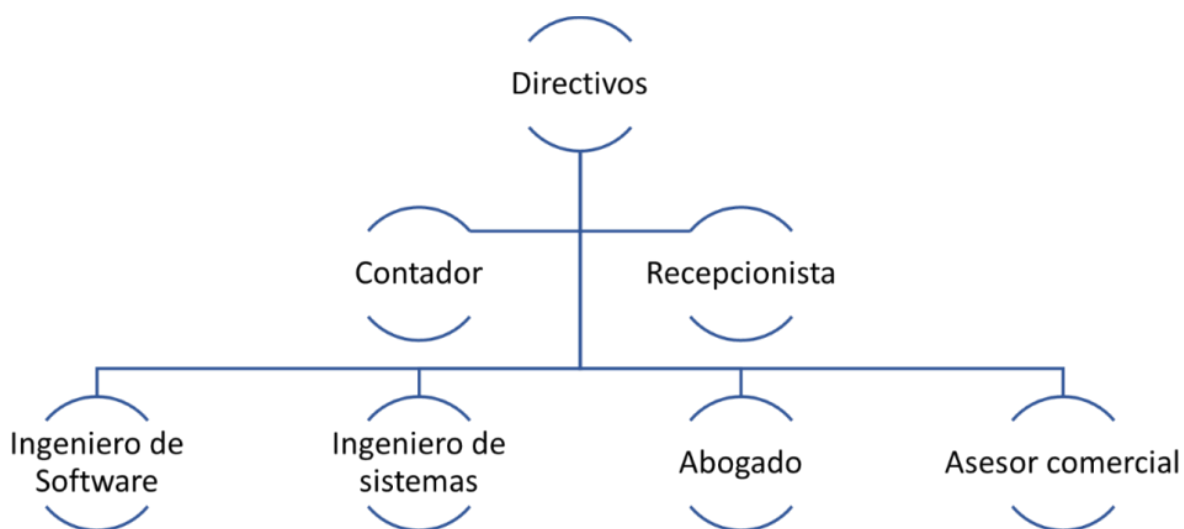 Directivos
Contador
Recepcionista
Ingeniero de
Software
Ingeniero de
sistemas
Abogado
Asesor comercial